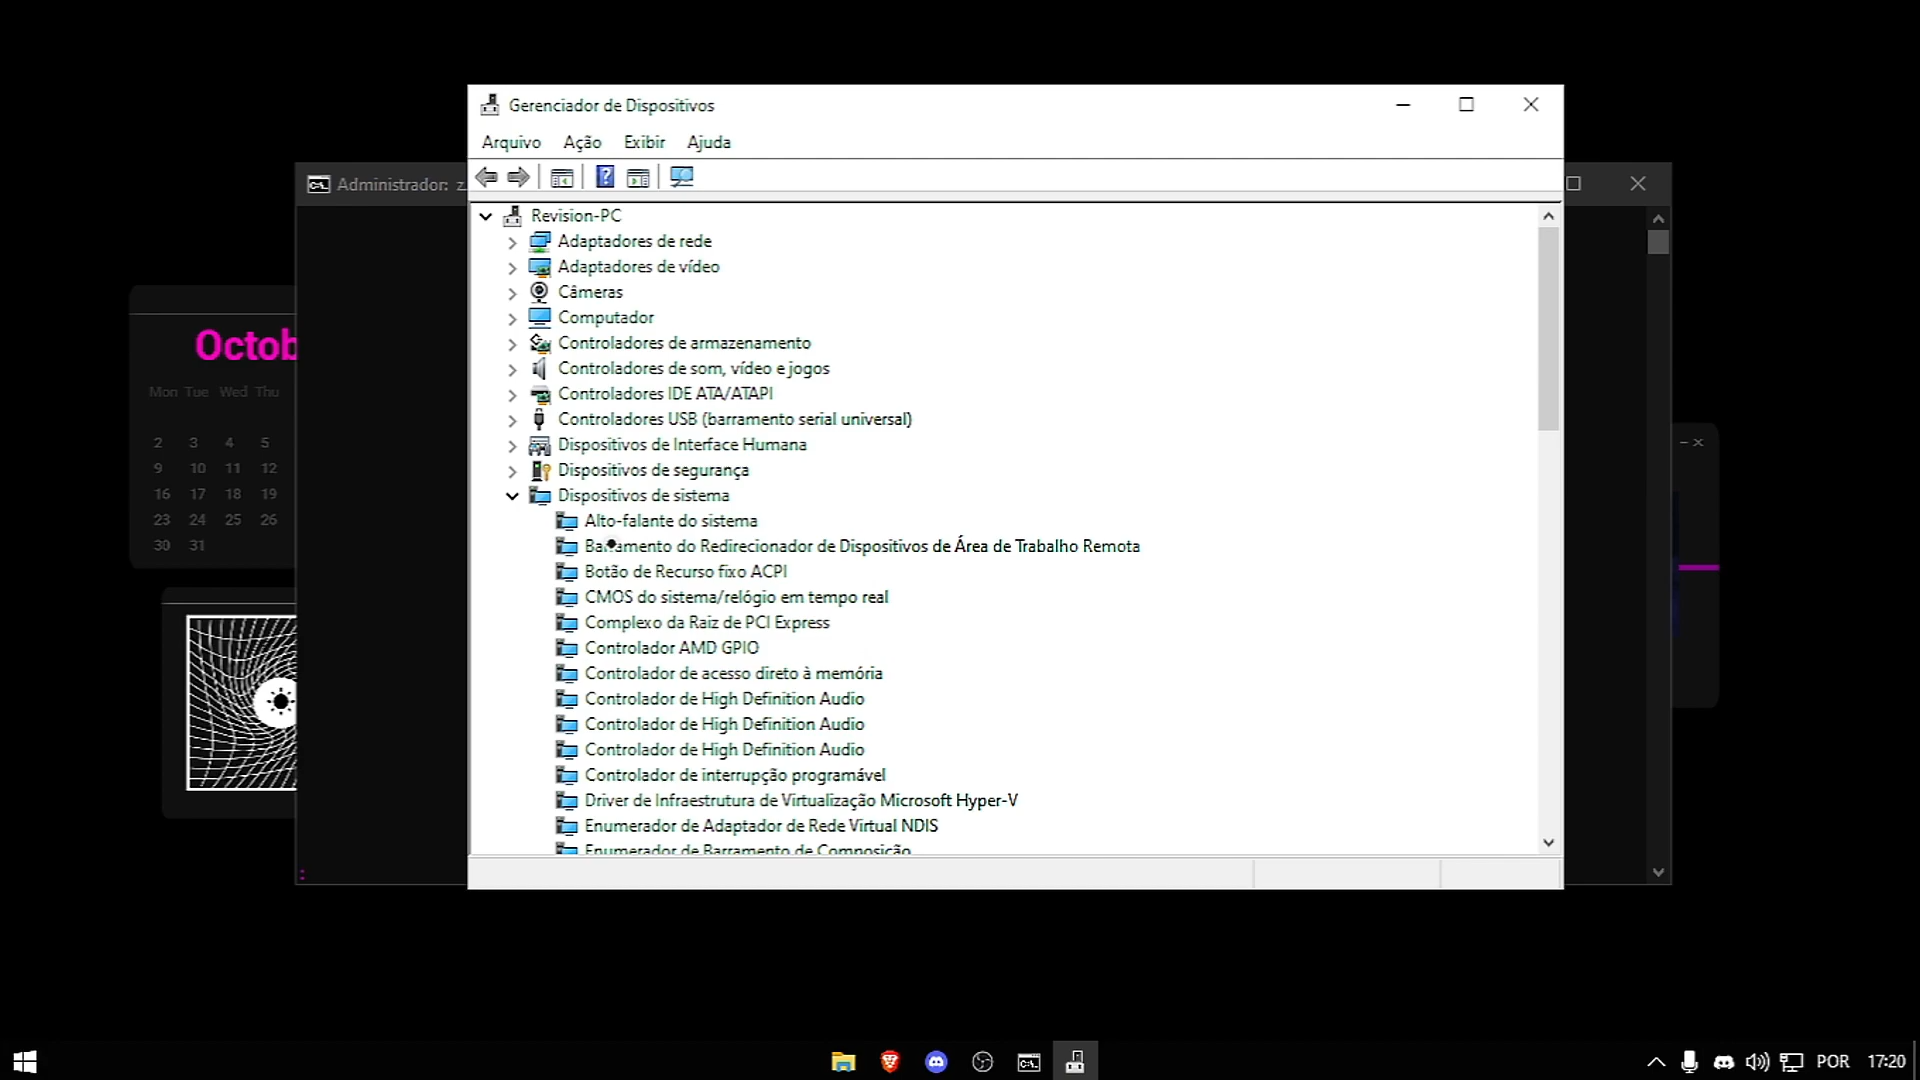 Gerenciador de Dispositivos
Arquivo Ação Exibir Ajuda
Administrador: z
Revision-PC
Adaptadores de rede
Adaptadores de vídeo
Câmeras
Computador
Controladores de armazenamento
Controladores de som, vídeo e jogos
Controladores IDE ATA/ATAPI
Controladores USB (barramento serial universal)
Dispositivos de Interface Humana
Dispositivos de segurança
Dispositivos de sistema
Alto-falante do sistema
Barramento do Redirecionador de Dispositivos de Área de Trabalho Remota
Botão de Recurso fixo ACPI
CMOS do sistema/relógio em tempo real
Complexo da Raiz de PCI Express
Controlador AMD GPIO
Controlador de acesso direto à memória
Controlador de High Definition Audio
Controlador de High Definition Audio
Controlador de High Definition Audio
Controlador de interrupção programável
Driver de Infraestrutura de Virtualização Microsoft Hyper-V
Enumerador de Adaptador de Rede Virtual NDIS
Enumerador de Barramento de Composição
Octob
Mon Tue Wed Thu
2 3 4 5
9 10 11 12
16 17 18 19
23 24 25 26
30 31
:
POR 17:20